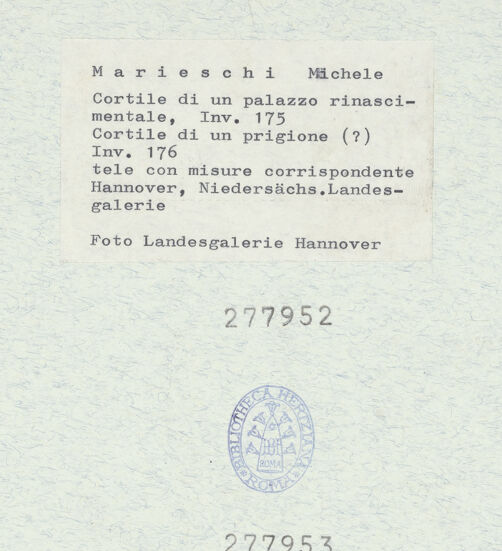 M a r i e s c h i   Michele
Cortile di un palazzo rinasci-
mentale, Inv. 175
Cortile di un prigione (?)
Inv. 176
tele con misure corrispondente
Hannover, Niedersächs.Landes-
galerie
Foto Landesgalerie Hannover
277952
BIBLIOTHECA HERTZIANA
ROMA
ROMA
277953